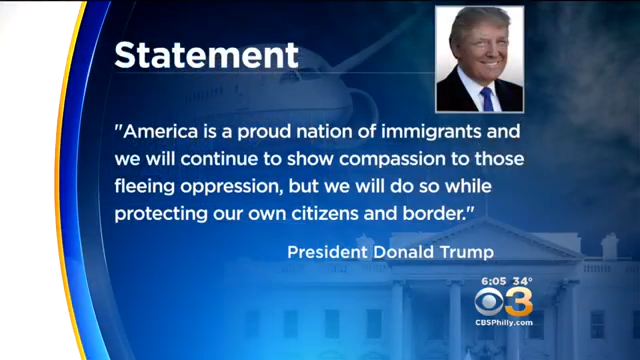 Statement
"America is a proud nation of immigrants and
we will continue to show compassion to those
fleeing oppression, but we will do so while
protecting our own citizens and border."
President Donald Trump
6:05 34°
3
CBSPhilly.com